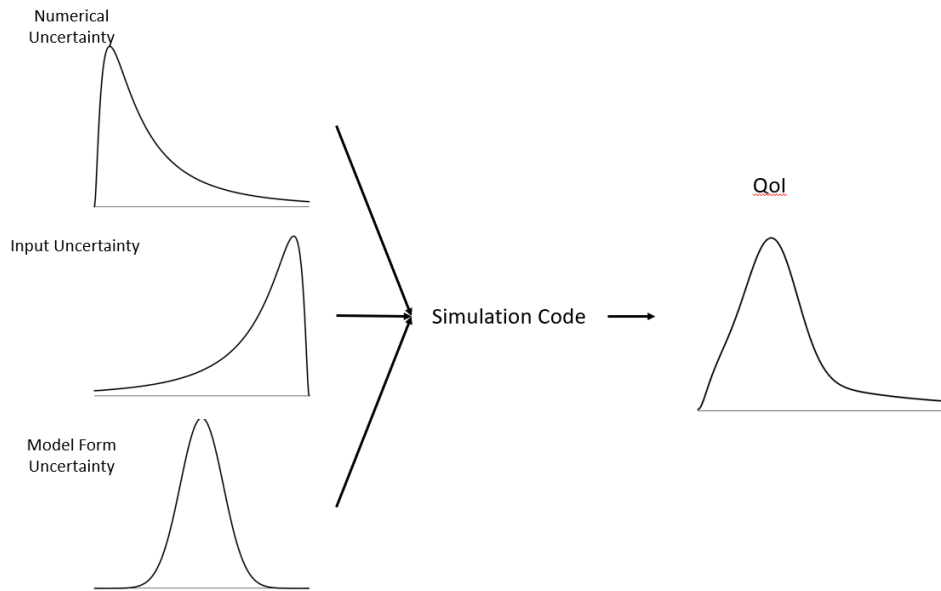 Numerical
Uncertainty
Input Uncertainty
Model Form
Uncertainty
Simulation Code
QoI